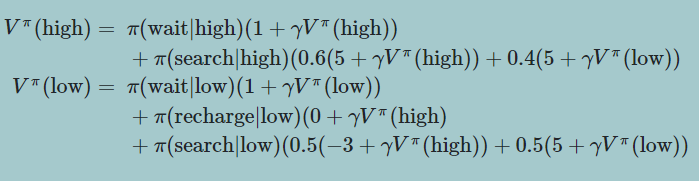 V^π(high) = π(wait|high)(1 + γV^π(high))
+ π(search|high)(0.6(5 + γV^π(high)) + 0.4(5 + γV^π(low))
V^π(low) = π(wait|low)(1 + γV^π(low))
+ π(recharge|low)(0 + γV^π(high)
+ π(search|low)(0.5(−3 + γV^π(high)) + 0.5(5 + γV^π(low))